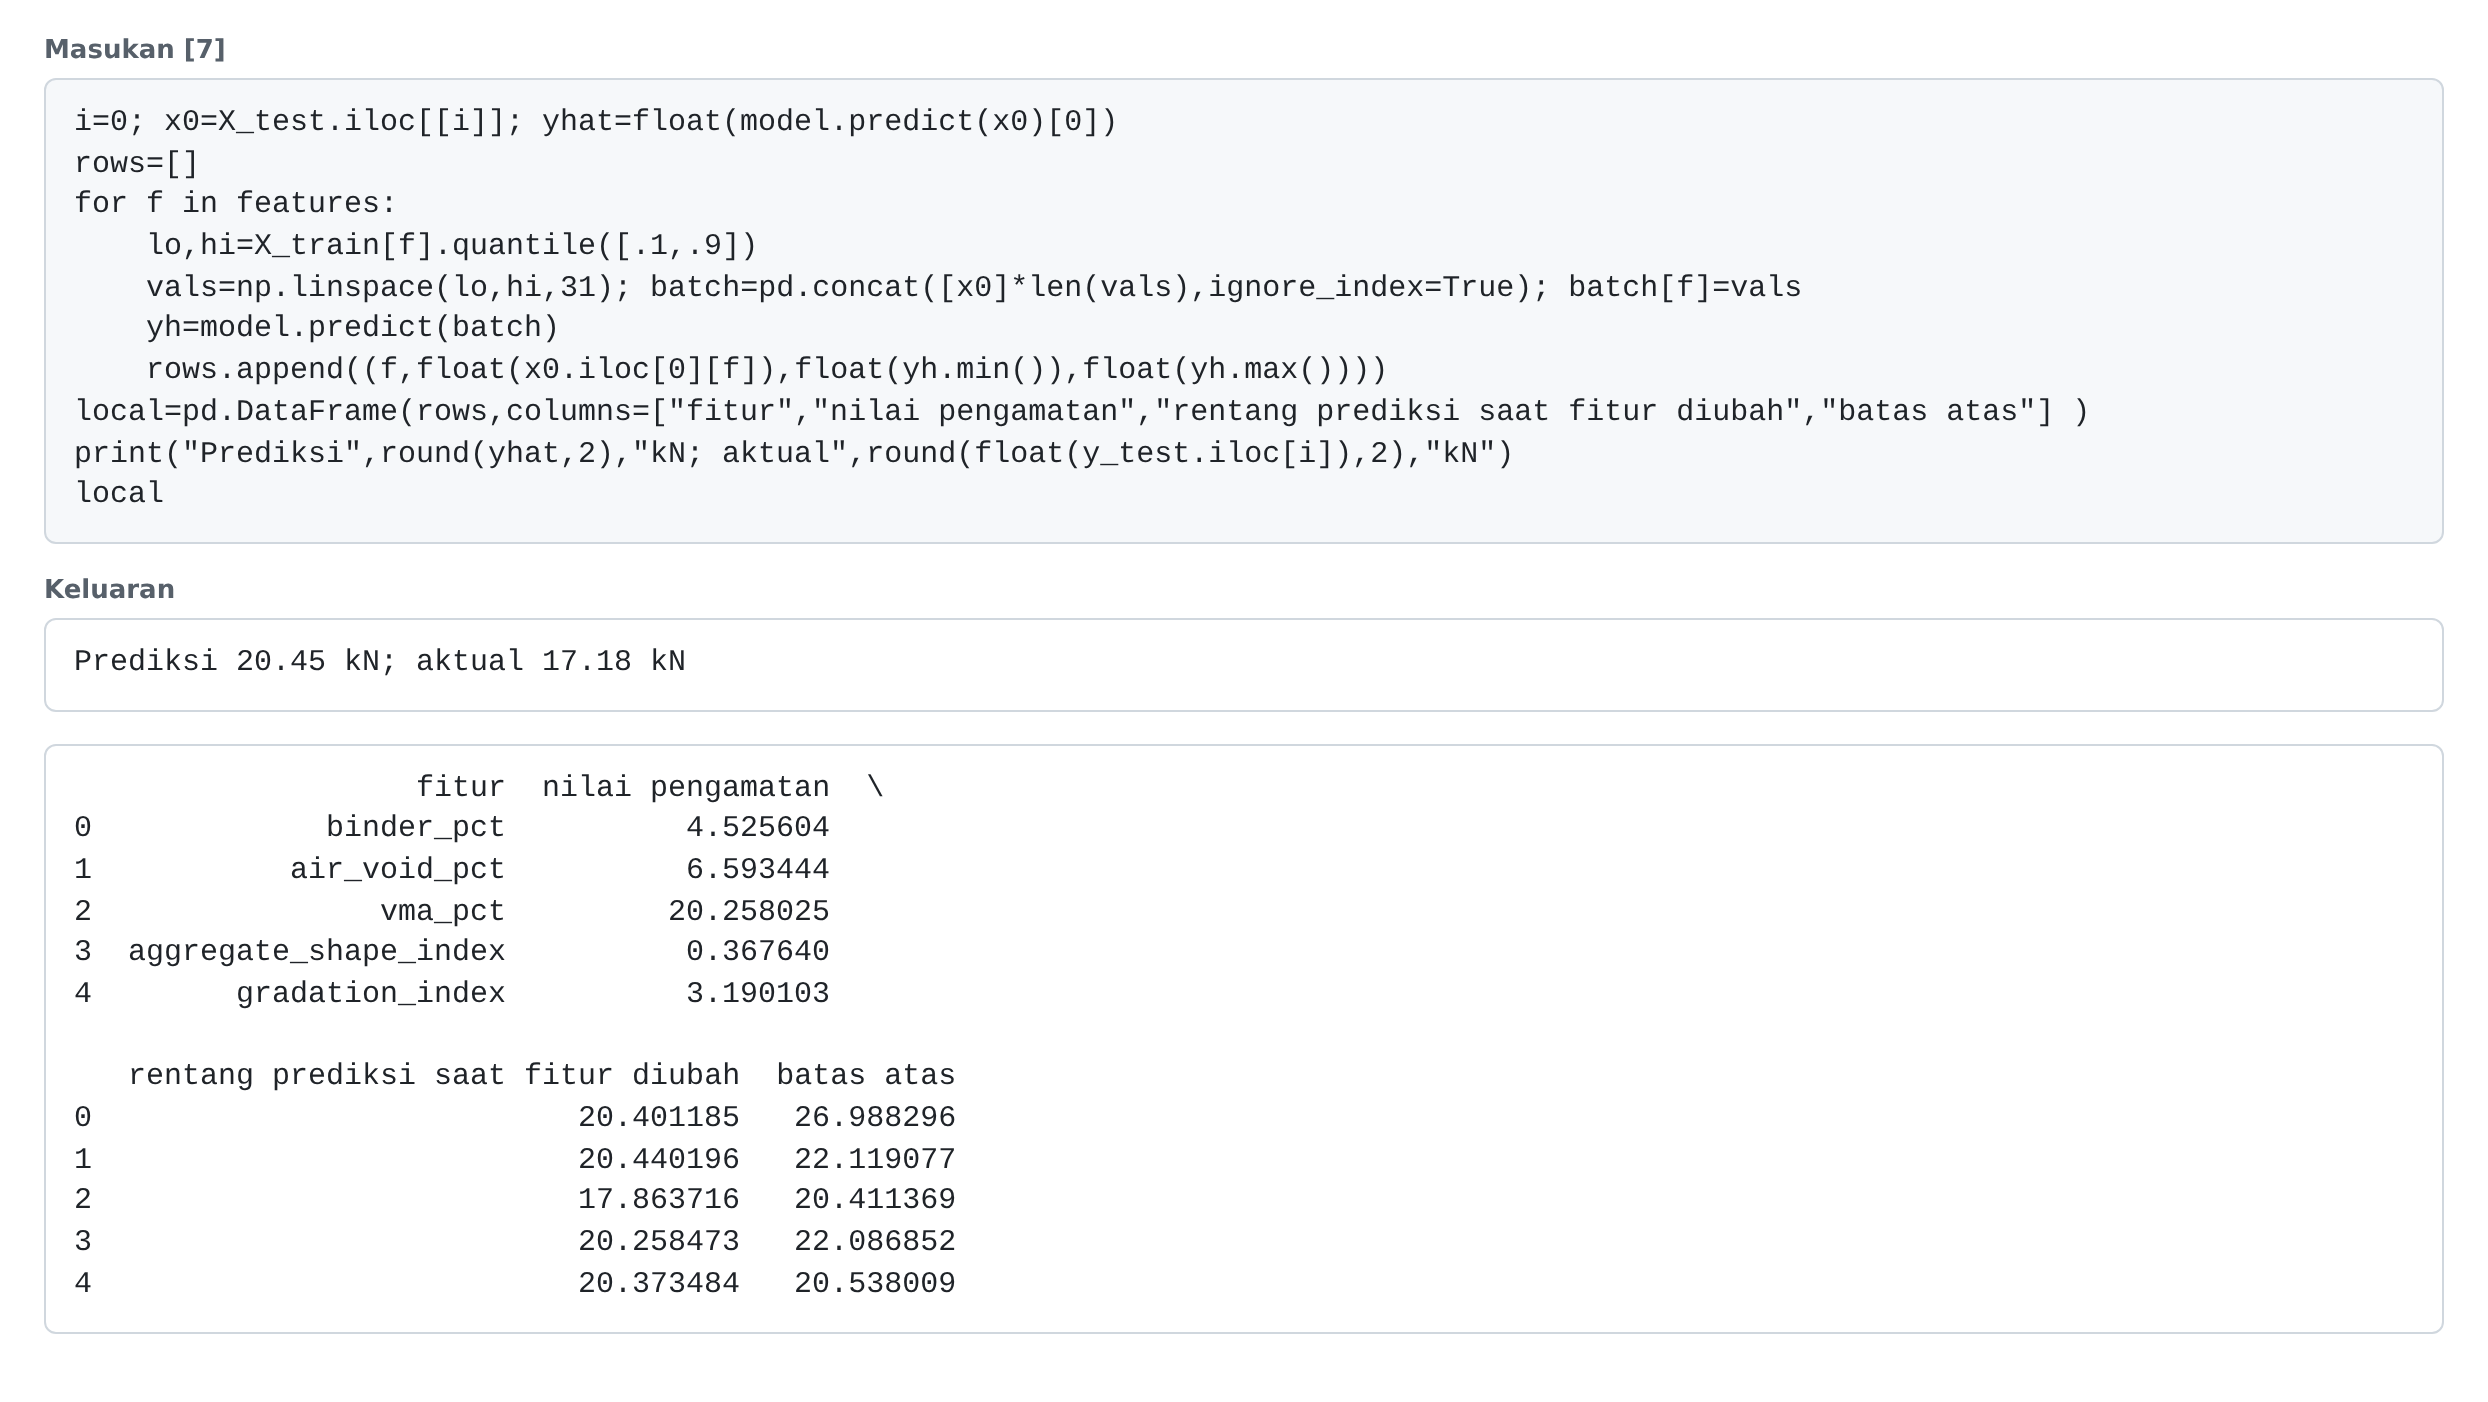 Masukan [7]
i=0; x0=X_test.iloc[[i]]; yhat=float(model.predict(x0)[0])
rows=[]
for f in features:
    lo,hi=X_train[f].quantile([.1,.9])
    vals=np.linspace(lo,hi,31); batch=pd.concat([x0]*len(vals),ignore_index=True); batch[f]=vals
    yh=model.predict(batch)
    rows.append((f,float(x0.iloc[0][f]),float(yh.min()),float(yh.max())))
local=pd.DataFrame(rows,columns=["fitur","nilai pengamatan","rentang prediksi saat fitur diubah","batas atas"] )
print("Prediksi",round(yhat,2),"kN; aktual",round(float(y_test.iloc[i]),2),"kN")
local
Keluaran
Prediksi 20.45 kN; aktual 17.18 kN
                   fitur  nilai pengamatan  \
0             binder_pct          4.525604
1           air_void_pct          6.593444
2                vma_pct         20.258025
3  aggregate_shape_index          0.367640
4        gradation_index          3.190103
   rentang prediksi saat fitur diubah  batas atas
0                           20.401185   26.988296
1                           20.440196   22.119077
2                           17.863716   20.411369
3                           20.258473   22.086852
4                           20.373484   20.538009